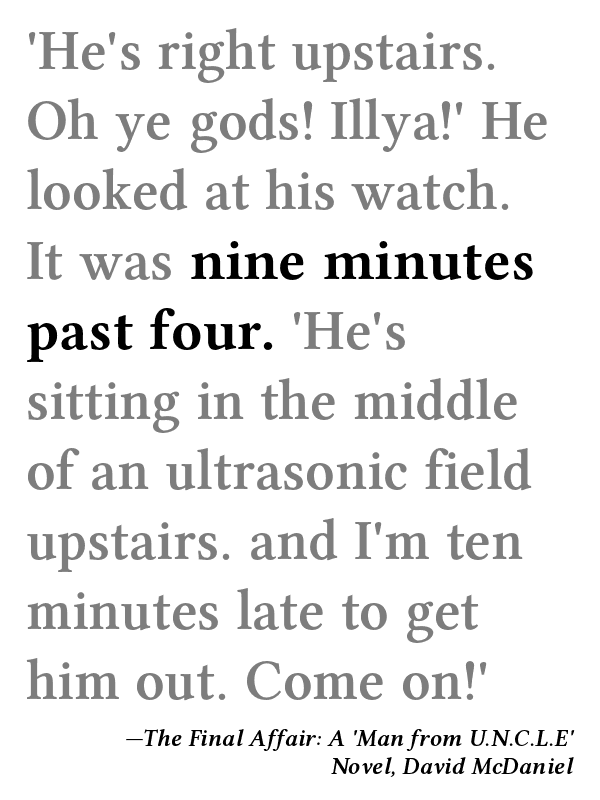 'He's right upstairs.
Oh ye gods! Illya!' He
looked at his watch.
It was nine minutes
past four. 'He's
sitting in the middle
of an ultrasonic field
upstairs. and I'm ten
minutes late to get
him out. Come on!'
—The Final Affair: A 'Man from U.N.C.L.E'
Novel, David McDaniel